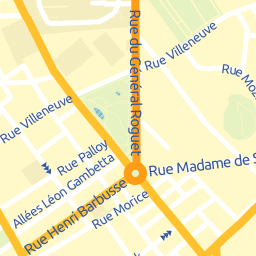 Rue du Général Roguet
Rue Villeneuve
Rue Villeneuve
Rue Palloy
Allées Léon Gambetta
Rue Madame de
Rue Henri Barbusse
Rue Morice